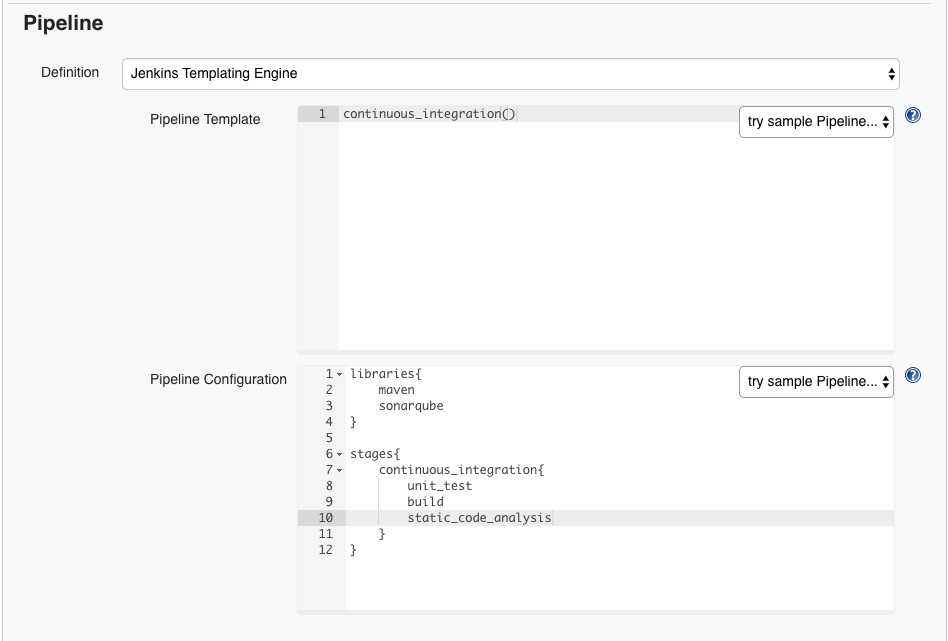 Pipeline
Definition
Jenkins Templating Engine
Pipeline Template
1 continuous_integration()
try sample Pipeline...
?
Pipeline Configuration
try sample Pipeline...
?
1 libraries{
2     maven
3     sonarqube
4 }
5
6 stages{
7     continuous_integration{
8         unit_test
9         build
10         static_code_analysis
11     }
12 }